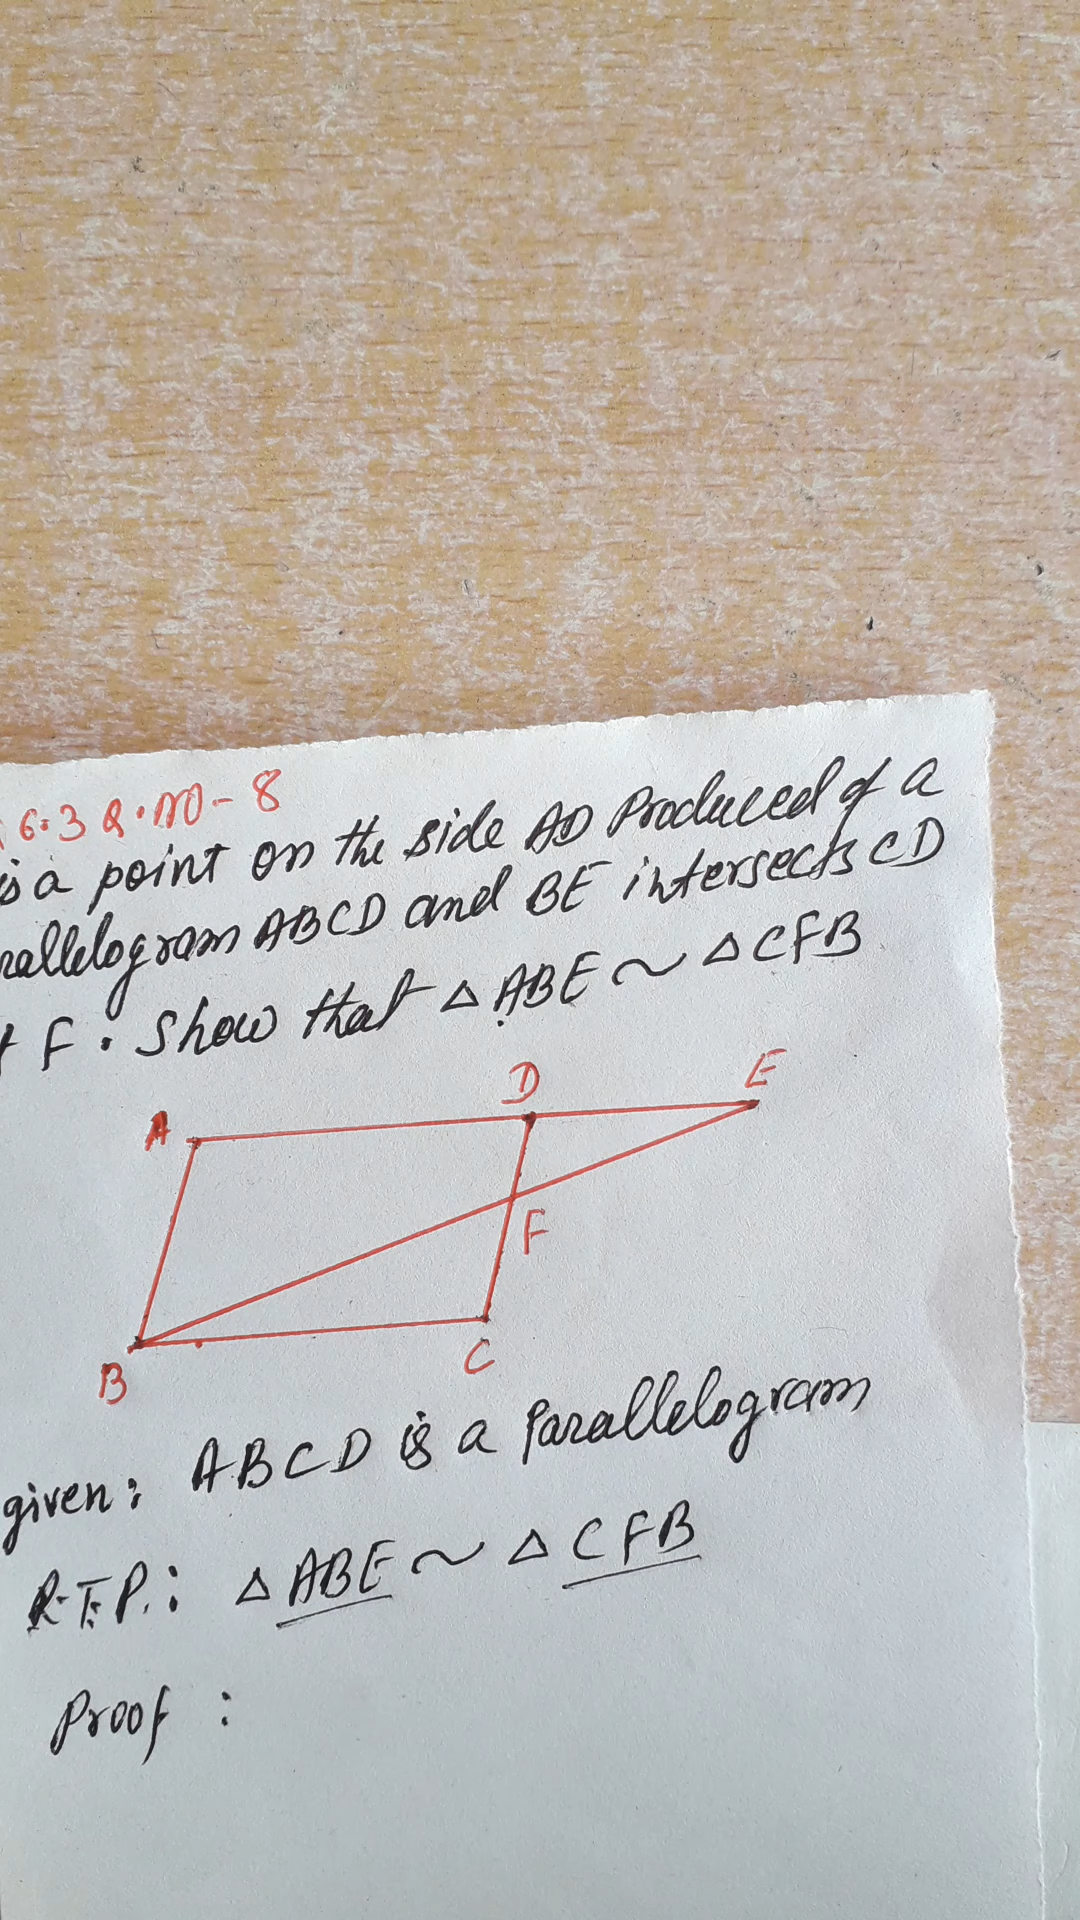 6.3 Q.NO-8
is a point on the side AD Produced of a
rallelogram ABCD and BE intersects CD
F. Show that △ ABE ~ △ CFB
D E
A
F
B C
given: ABCD is a Parallelogram
R.T.P.: △ ABE ~ △ CFB
Proof :